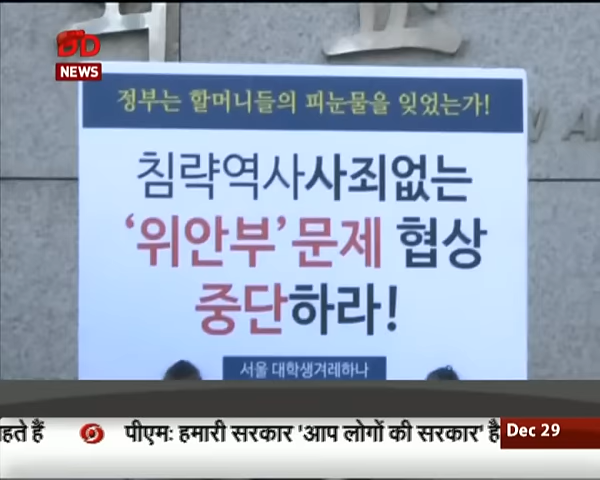 DD
NEWS
정부는 할머니들의 피눈물을 잊었는가!
침략역사사죄없는
‘위안부’ 문제 협상
중단하라!
서울 대학생겨레하나
हते हैं पीएम: हमारी सरकार 'आप लोगों की सरकार' है
Dec 29